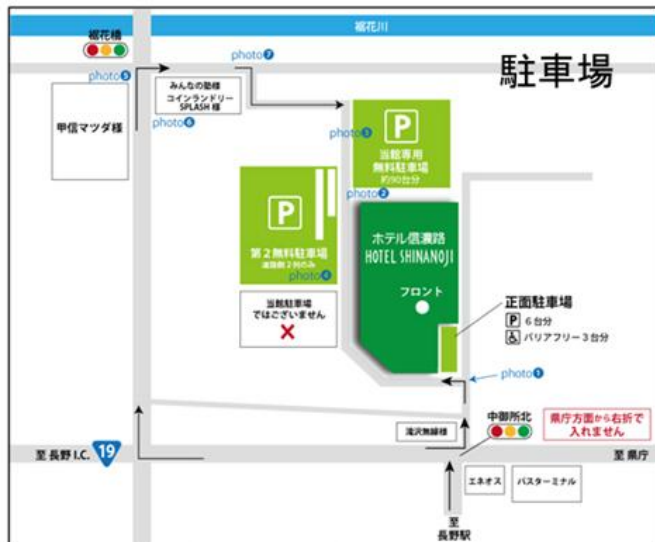 裾花川
裾花橋
photo❼
駐車場
photo❺
みんなの塾様
コインランドリー
SPLASH 様
甲信マツダ様
photo❻
photo❸
P
当館専用
無料駐車場
約90台分
photo❷
P
第2無料駐車場
道路側2列のみ
photo❹
ホテル信濃路
HOTEL SHINANOJI
フロント
当館駐車場
ではございません
正面駐車場
P 6台分
バリアフリー3台分
photo❶
滝沢無線様
中御所北
県庁方面から右折で
入れません
至 長野 I.C.
19
至 県庁
エネオス
バスターミナル
至
長野駅